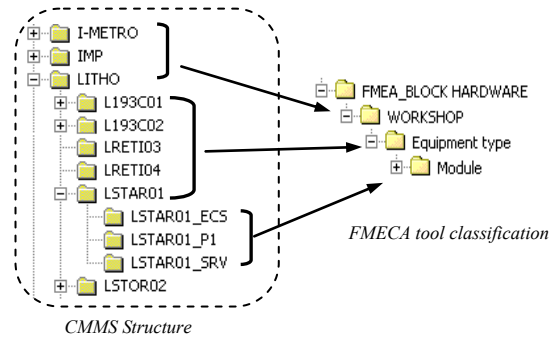 I-METRO
IMP
LITHO
L193C01
L193C02
LRETI03
LRETI04
LSTAR01
LSTAR01_ECS
LSTAR01_P1
LSTAR01_SRV
LSTOR02
CMMS Structure
FMEA_BLOCK HARDWARE
WORKSHOP
Equipment type
Module
FMECA tool classification